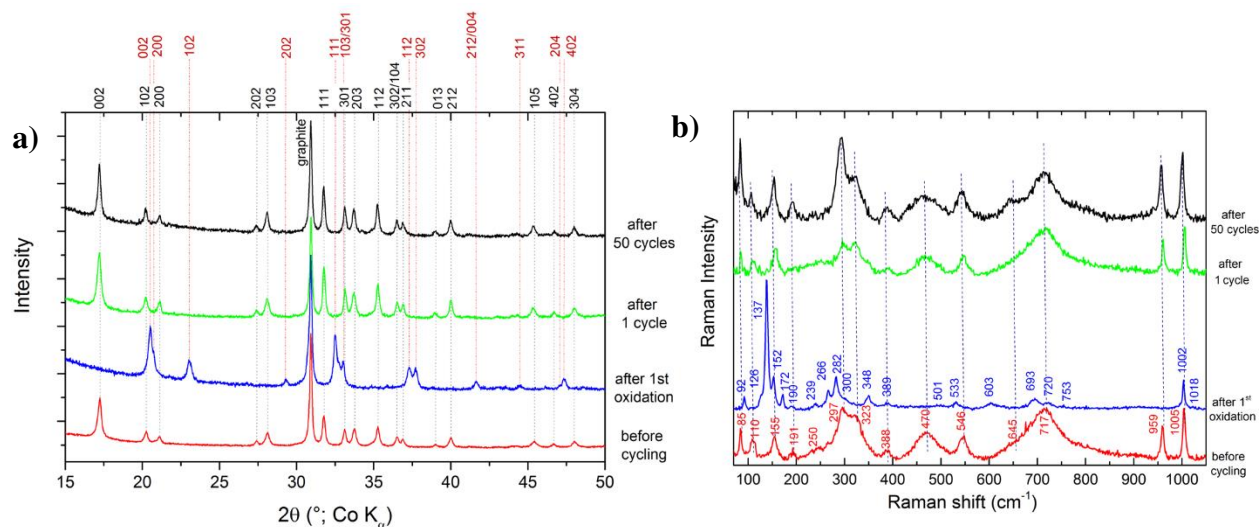 a)
002
200
102
202
111
103/301
112
302
212/004
311
204
402
002
102
200
202
103
111
301
203
112
302/104
211
013
212
105
402
304
graphite
after
50 cycles
after
1 cycle
after 1st
oxidation
before
cycling
Intensity
15 20 25 30 35 40 45 50
2θ (°; Co Kα)
b)
after
50 cycles
after
1 cycle
92
126
137
152
172
190
239
266
282
300
348
389
501
533
603
693
720
753
1002
1018
after 1st
oxidation
85
110
155
191
250
297
323
388
470
546
645
717
959
1005
before
cycling
Raman Intensity
100 200 300 400 500 600 700 800 900 1000
Raman shift (cm-1)